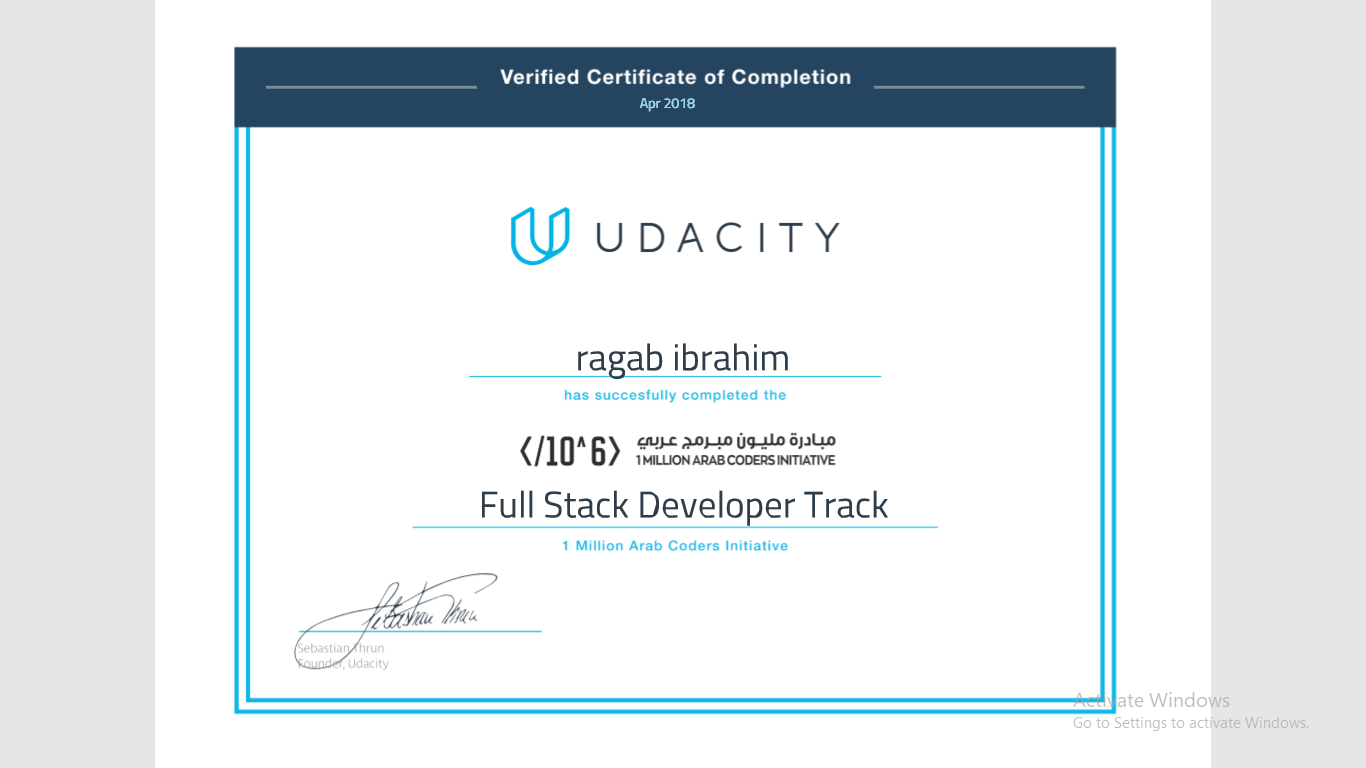 Verified Certificate of Completion
Apr 2018
UDACITY
ragab ibrahim
has succesfully completed the
</10^6>
مبادرة مليون مبرمج عربي
1 MILLION ARAB CODERS INITIATIVE
Full Stack Developer Track
1 Million Arab Coders Initiative
Sebastian Thrun
Sebastian Thrun
Founder, Udacity
Activate Windows
Go to Settings to activate Windows.